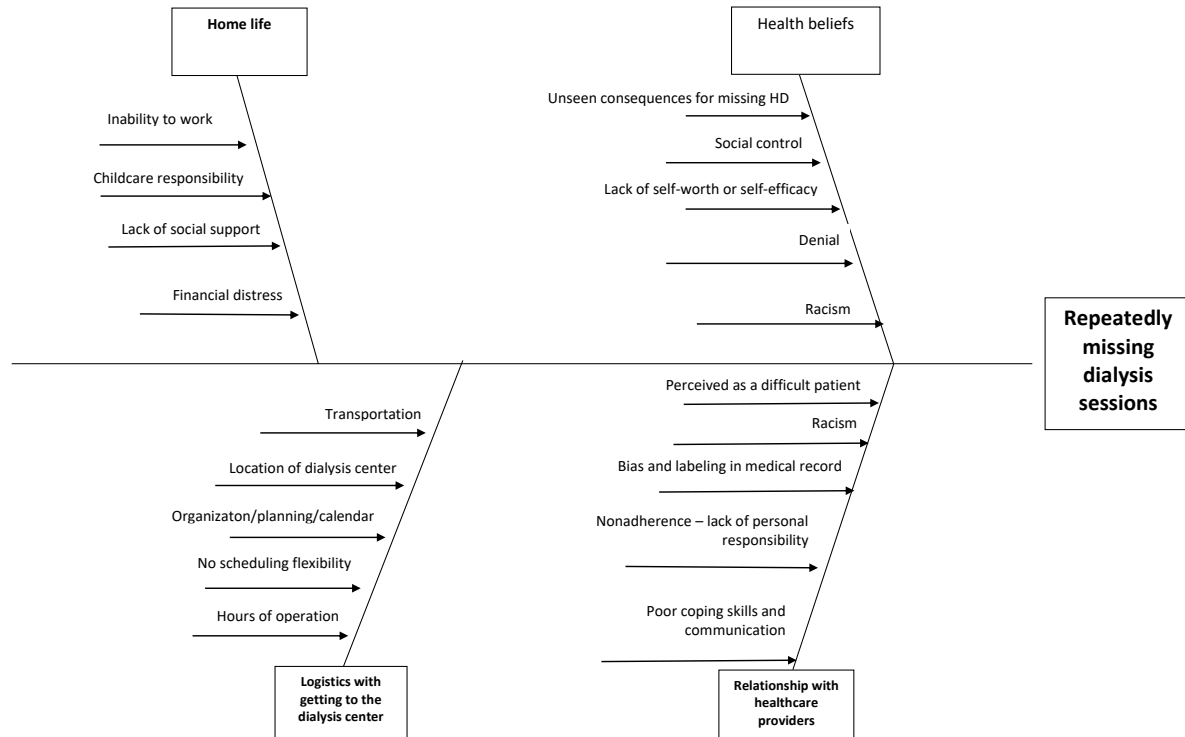 Home life
Health beliefs
Inability to work
Childcare responsibility
Lack of social support
Financial distress
Unseen consequences for missing HD
Social control
Lack of self-worth or self-efficacy
Denial
Racism
Repeatedly
missing
dialysis
sessions
Transportation
Location of dialysis center
Organizaton/planning/calendar
No scheduling flexibility
Hours of operation
Logistics with
getting to the
dialysis center
Perceived as a difficult patient
Racism
Bias and labeling in medical record
Nonadherence – lack of personal
responsibility
Poor coping skills and
communication
Relationship with
healthcare
providers